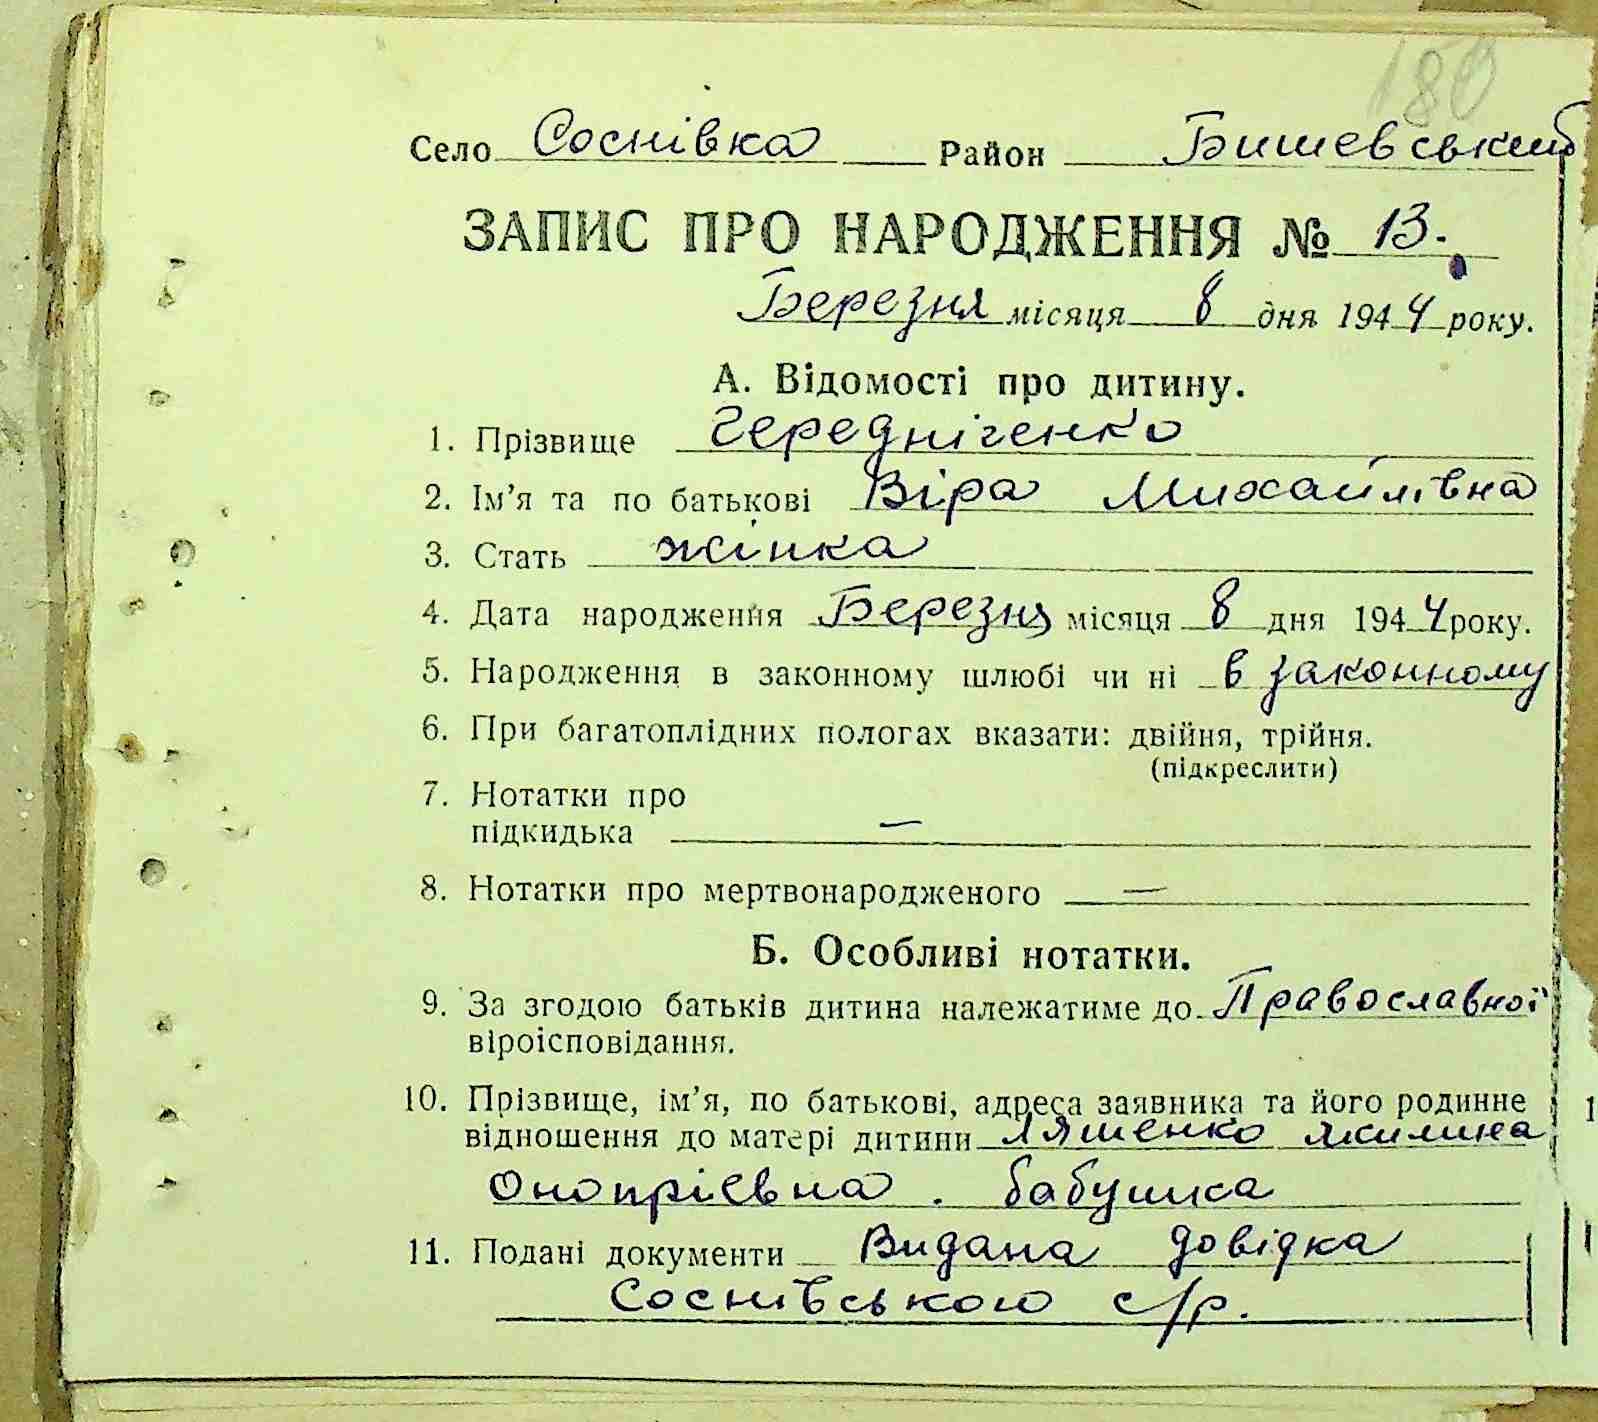 180
Село Соснівка Район Бишевський
ЗАПИС ПРО НАРОДЖЕННЯ № 13.
Березня місяця 8 дня 1944 року.
А. Відомості про дитину.
1. Прізвище Чередніченко
2. Ім'я та по батькові Віра Михайлівна
3. Стать жінка
4. Дата народження Березня місяця 8 дня 1944 року.
5. Народження в законному шлюбі чи ні в законному
6. При багатоплідних пологах вказати: двійня, трійня.
(підкреслити)
7. Нотатки про
підкидька —
8. Нотатки про мертвонародженого —
Б. Особливі нотатки.
9. За згодою батьків дитина належатиме до Православної
віроісповідання.
10. Прізвище, ім'я, по батькові, адреса заявника та його родинне
відношення до матері дитини Ляшенко Якилина
Оноприєвна. бабушка
11. Подані документи Видана довідка
Соснівською с/р.